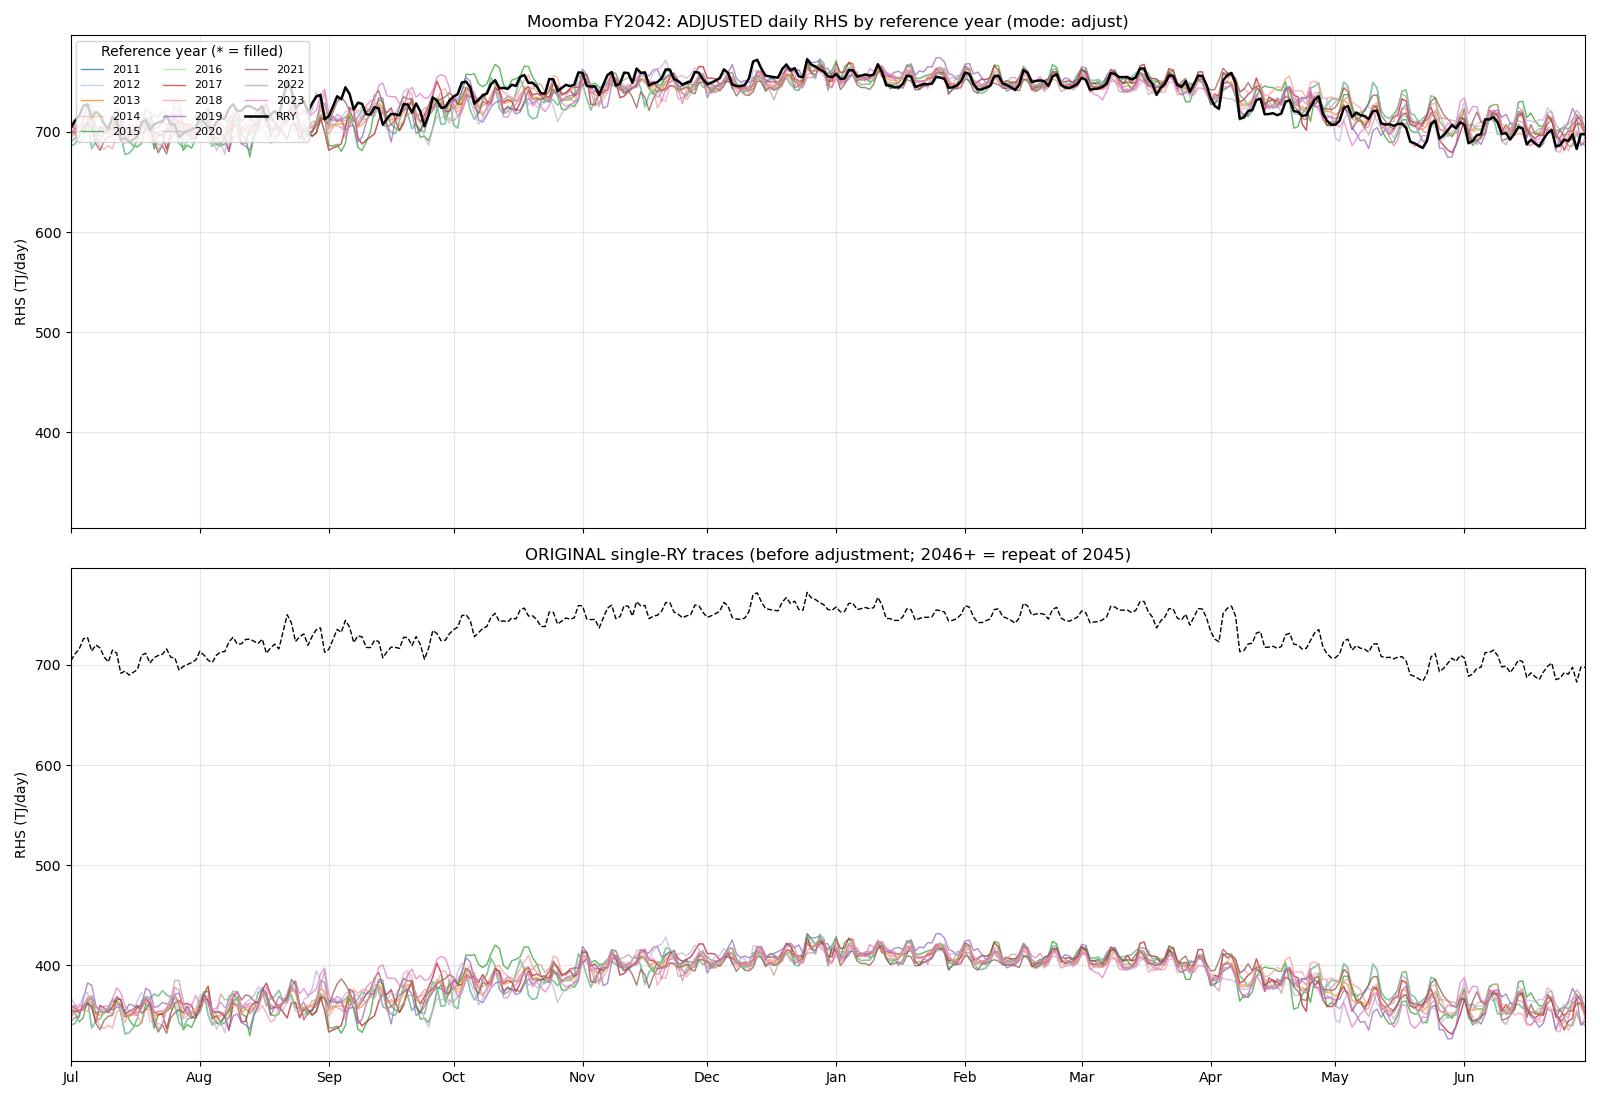 Moomba FY2042: ADJUSTED daily RHS by reference year (mode: adjust)
Reference year (* = filled)
2011 2016 2021
2012 2017 2022
2013 2018 2023
2014 2019 RRY
2015 2020
700
600
500
400
RHS (TJ/day)
ORIGINAL single-RY traces (before adjustment; 2046+ = repeat of 2045)
700
600
500
400
RHS (TJ/day)
Jul Aug Sep Oct Nov Dec Jan Feb Mar Apr May Jun